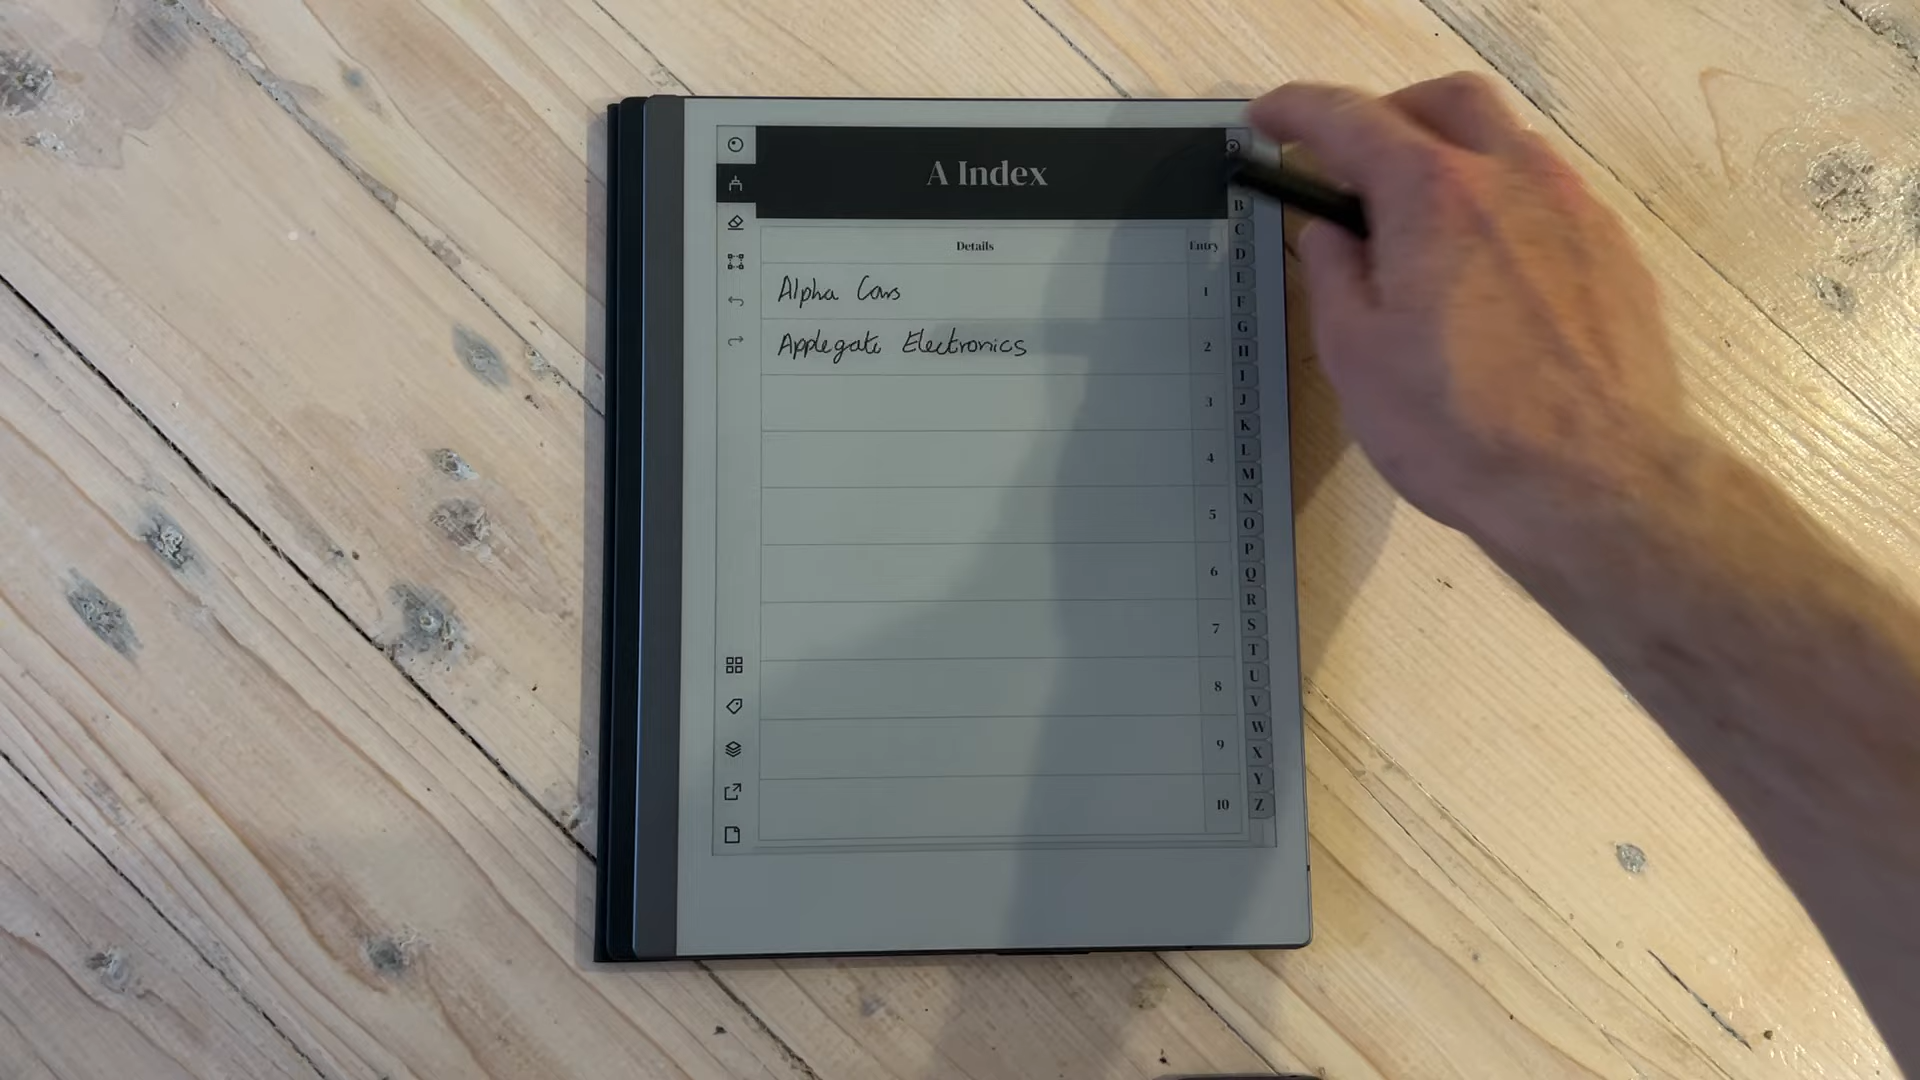 A Index
Details Entry
Alpha Cars 1
Applegate Electronics 2
3
4
5
6
7
8
9
10
B
C
D
E
F
G
H
I
J
K
L
M
N
O
P
Q
R
S
T
U
V
W
X
Y
Z